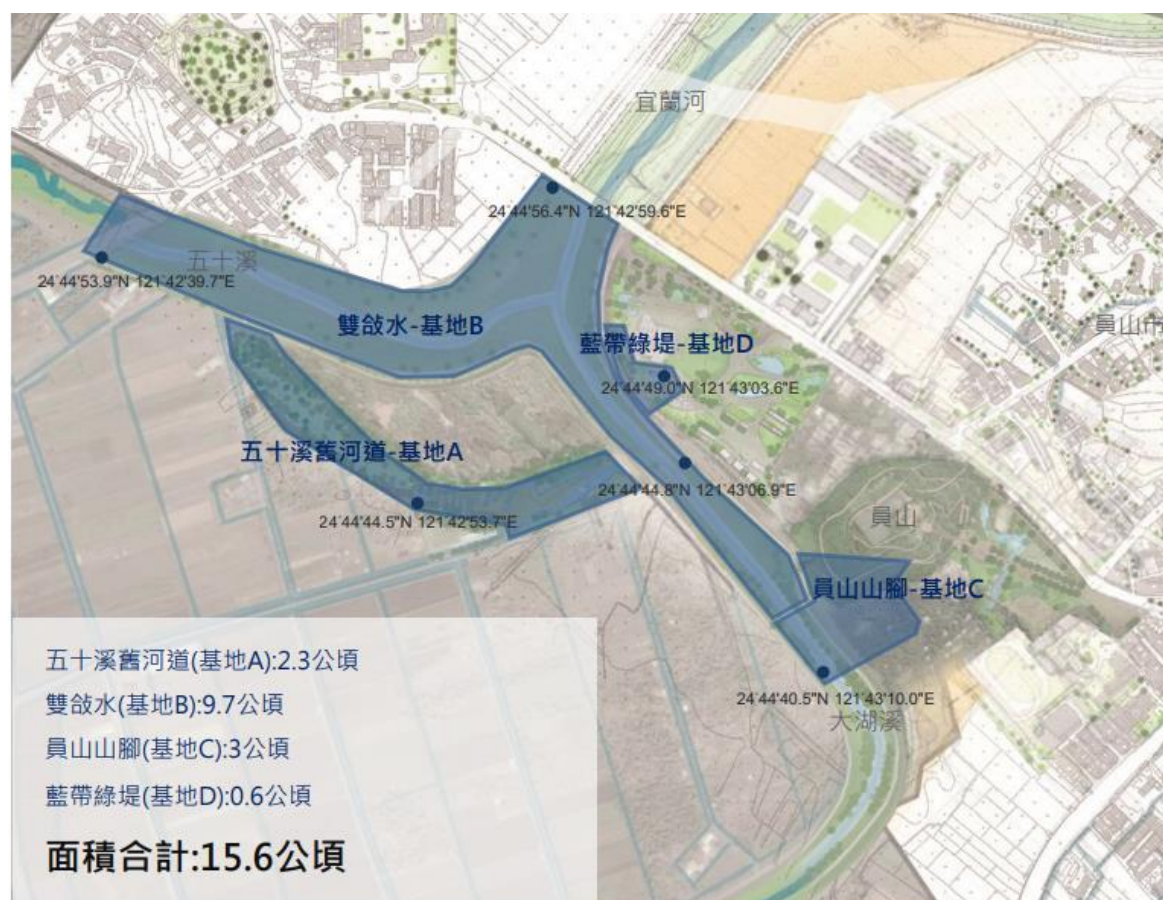 宜蘭河
24°44'56.4"N 121°42'59.6"E
五十溪
24°44'53.9"N 121°42'39.7"E
雙敆水-基地B
員山市
藍帶綠堤-基地D
24°44'49.0"N 121°43'03.6"E
五十溪舊河道-基地A
24°44'44.8"N 121°43'06.9"E
24°44'44.5"N 121°42'53.7"E
員山
員山山腳-基地C
24°44'40.5"N 121°43'10.0"E
大湖溪
五十溪舊河道(基地A):2.3公頃
雙敆水(基地B):9.7公頃
員山山腳(基地C):3公頃
藍帶綠堤(基地D):0.6公頃
面積合計:15.6公頃